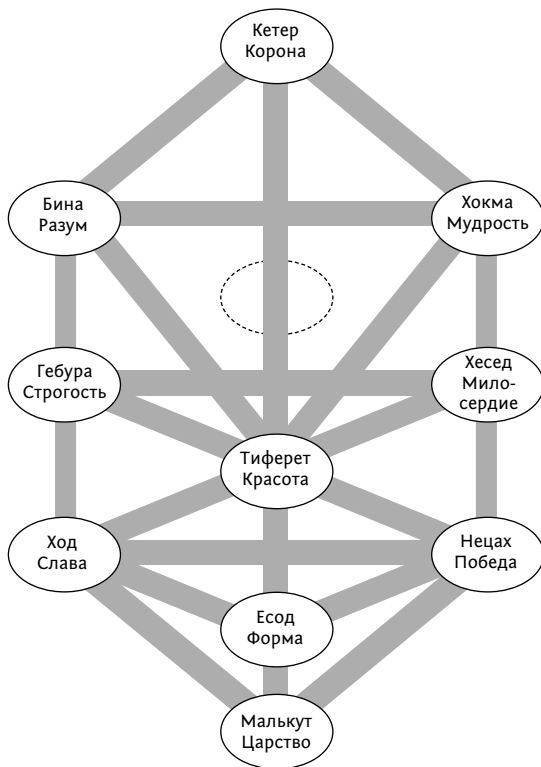 Кетер
Корона
Бина
Разум
Хокма
Мудрость
Гебура
Строгость
Хесед
Мило-
сердие
Тиферет
Красота
Ход
Слава
Нецах
Победа
Есод
Форма
Малькут
Царство